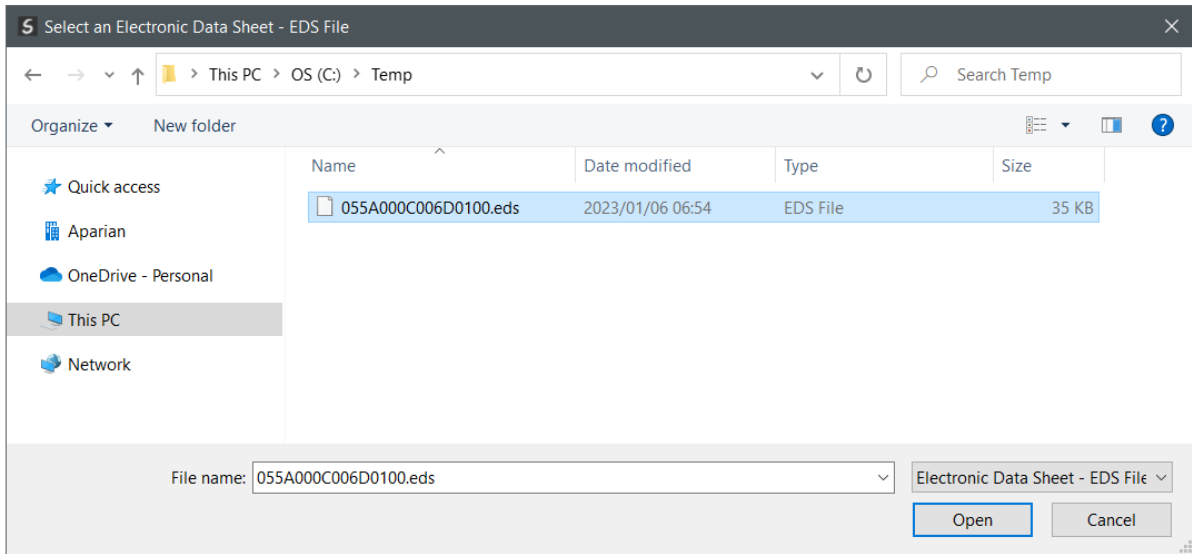 S Select an Electronic Data Sheet - EDS File
This PC > OS (C:) > Temp
Search Temp
Organize
New folder
?
Name
Date modified
Type
Size
Quick access
Aparian
OneDrive - Personal
This PC
Network
055A000C006D0100.eds 2023/01/06 06:54 EDS File 35 KB
File name: 055A000C006D0100.eds
Electronic Data Sheet - EDS File
Open
Cancel